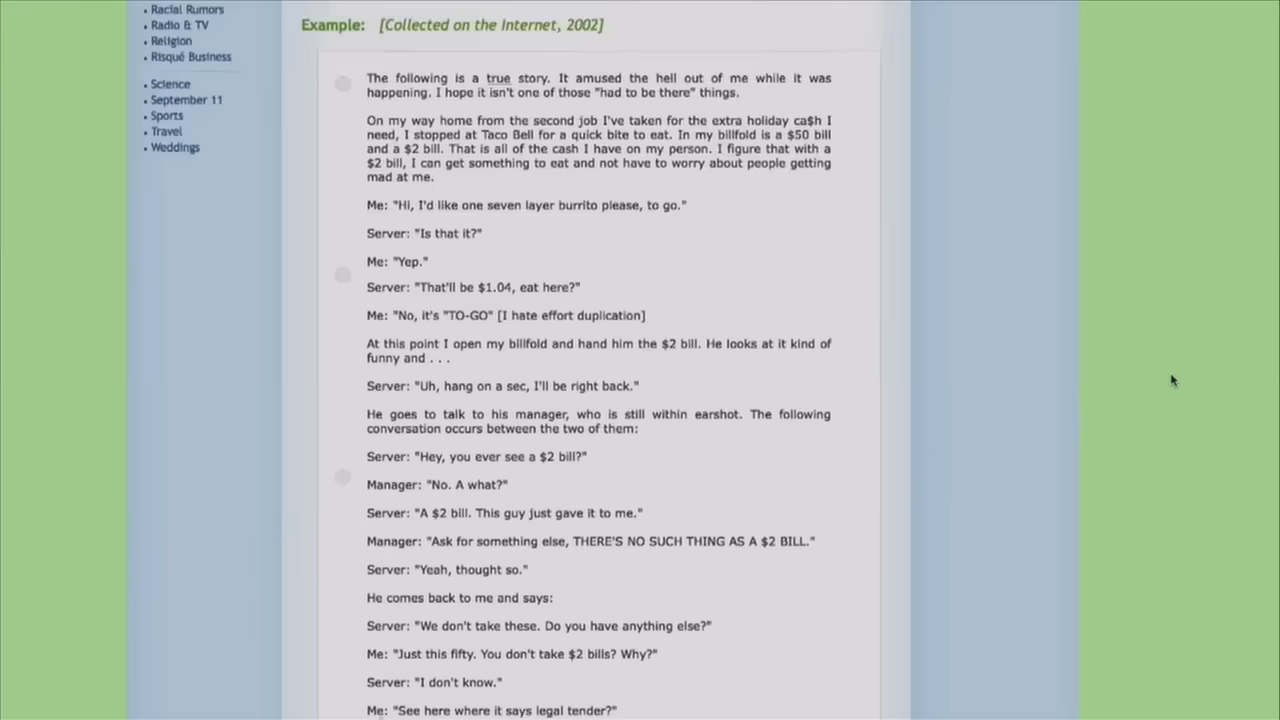 • Racial Rumors
• Radio & TV
• Religion
• Risqué Business
• Science
• September 11
• Sports
• Travel
• Weddings
Example: [Collected on the Internet, 2002]
The following is a true story. It amused the hell out of me while it was
happening. I hope it isn't one of those "had to be there" things.
On my way home from the second job I've taken for the extra holiday ca$h I
need, I stopped at Taco Bell for a quick bite to eat. In my billfold is a $50 bill
and a $2 bill. That is all of the cash I have on my person. I figure that with a
$2 bill, I can get something to eat and not have to worry about people getting
mad at me.
Me: "Hi, I'd like one seven layer burrito please, to go."
Server: "Is that it?"
Me: "Yep."
Server: "That'll be $1.04, eat here?"
Me: "No, it's "TO-GO" [I hate effort duplication]
At this point I open my billfold and hand him the $2 bill. He looks at it kind of
funny and . . .
Server: "Uh, hang on a sec, I'll be right back."
He goes to talk to his manager, who is still within earshot. The following
conversation occurs between the two of them:
Server: "Hey, you ever see a $2 bill?"
Manager: "No. A what?"
Server: "A $2 bill. This guy just gave it to me."
Manager: "Ask for something else, THERE'S NO SUCH THING AS A $2 BILL."
Server: "Yeah, thought so."
He comes back to me and says:
Server: "We don't take these. Do you have anything else?"
Me: "Just this fifty. You don't take $2 bills? Why?"
Server: "I don't know."
Me: "See here where it says legal tender?"